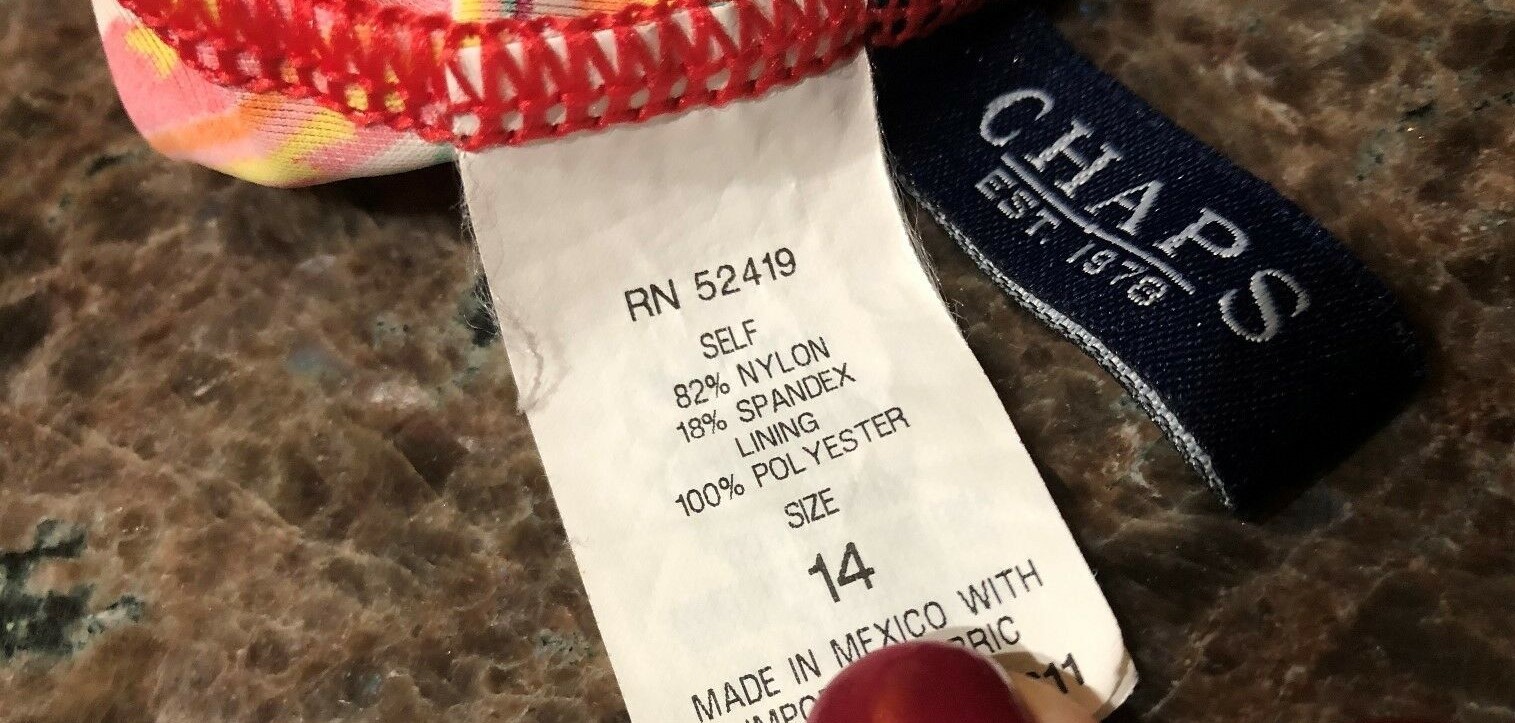 RN 52419
SELF
82% NYLON
18% SPANDEX
LINING
100% POLYESTER
SIZE
14
MADE IN MEXICO WITH
CHAPS
EST. 1978